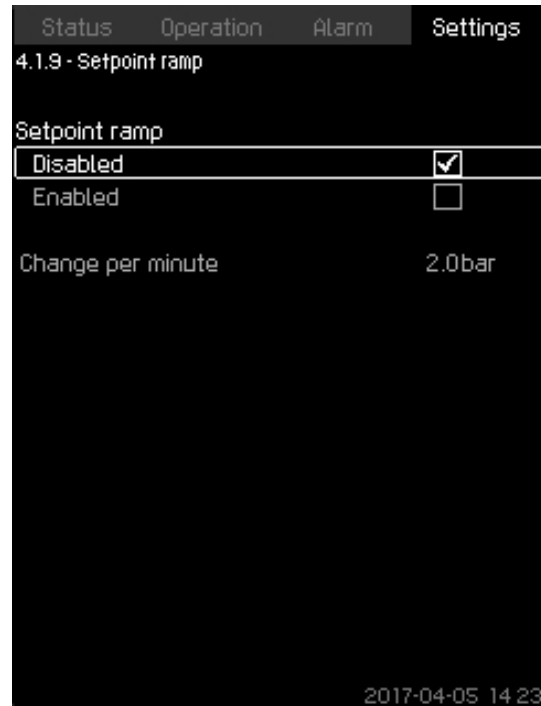 Status Operation Alarm Settings
4.1.9 - Setpoint ramp
Setpoint ramp
Disabled
Enabled
Change per minute 2.0bar
2017-04-05 14:23